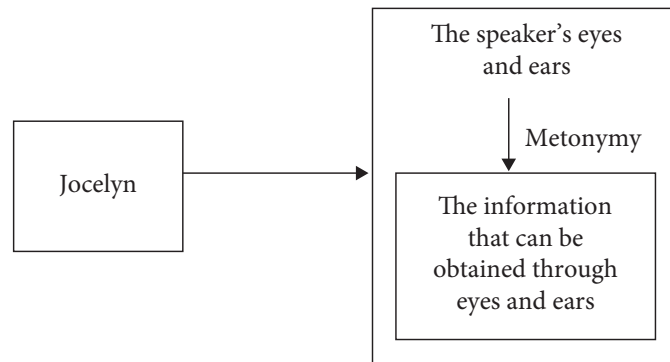 The speaker’s eyes
and ears
Metonymy
Jocelyn
The information
that can be
obtained through
eyes and ears